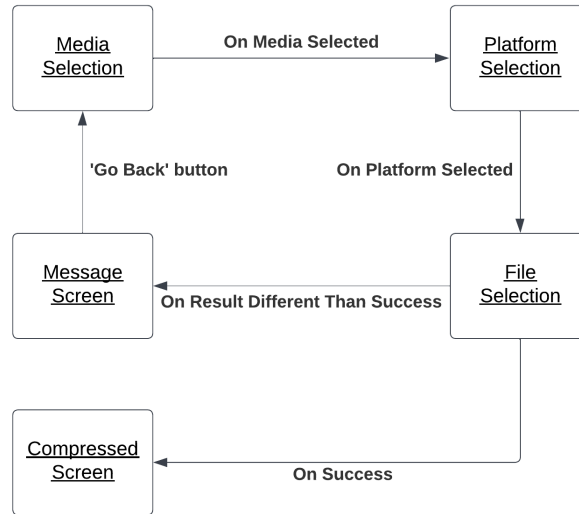 Media
Selection
On Media Selected
Platform
Selection
'Go Back' button
On Platform Selected
Message
Screen
On Result Different Than Success
File
Selection
Compressed
Screen
On Success